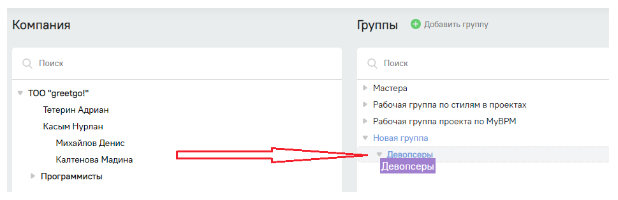 Компания
Поиск
ТОО "greetgo!"
Тетерин Адриан
Касым Нурлан
Михайлов Денис
Калтенова Мадина
Программисты
Группы
Добавить группу
Поиск
Мастера
Рабочая группа по стилям в проектах
Рабочая группа проекта по MyBPM
Новая группа
Девопсеры
Девопсеры